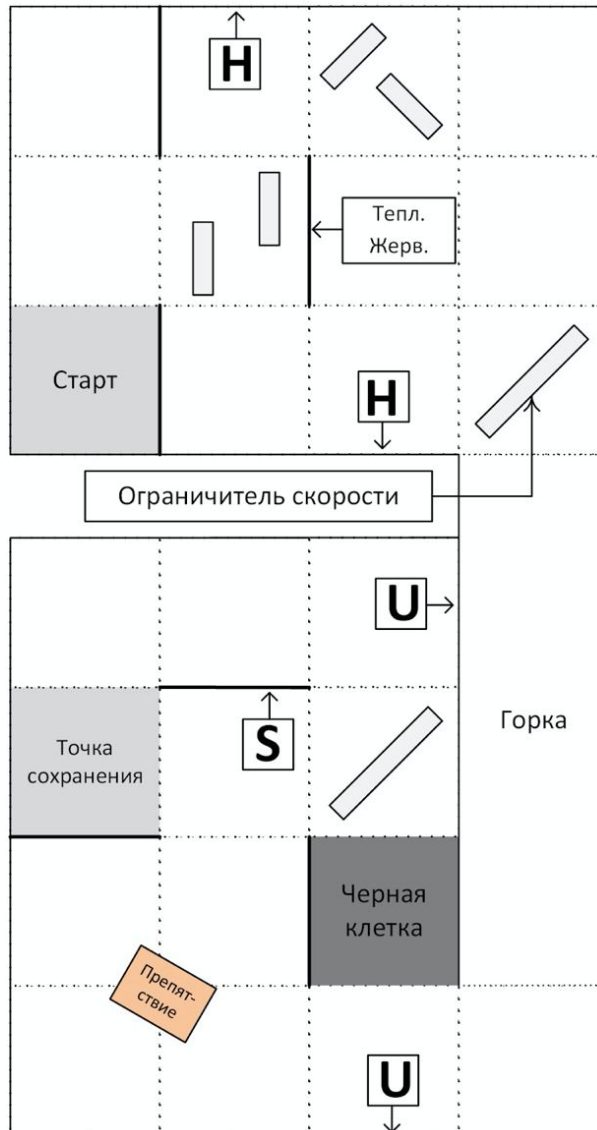 H
Тепл.
Жерв.
Старт
H
Ограничитель скорости
U
S
Точка
сохранения
Горка
Черная
клетка
Препят-
ствие
U